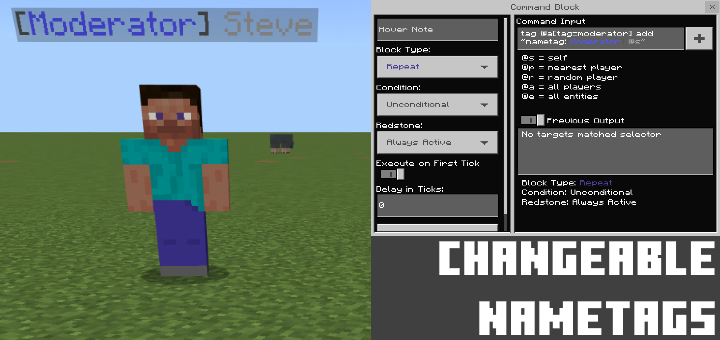 [Moderator] Steve
Command Block
Hover Note
Block Type:
Repeat
Condition:
Unconditional
Redstone:
Always Active
Execute on First Tick
Delay in Ticks:
0
Command Input
tag @a[tag=moderator] add
"nametag:
@s"
@s = self
@p = nearest player
@r = random player
@a = all players
@e = all entities
Previous Output
No targets matched selector
Block Type: Repeat
Condition: Unconditional
Redstone: Always Active
CHANGEABLE
NAMETAGS